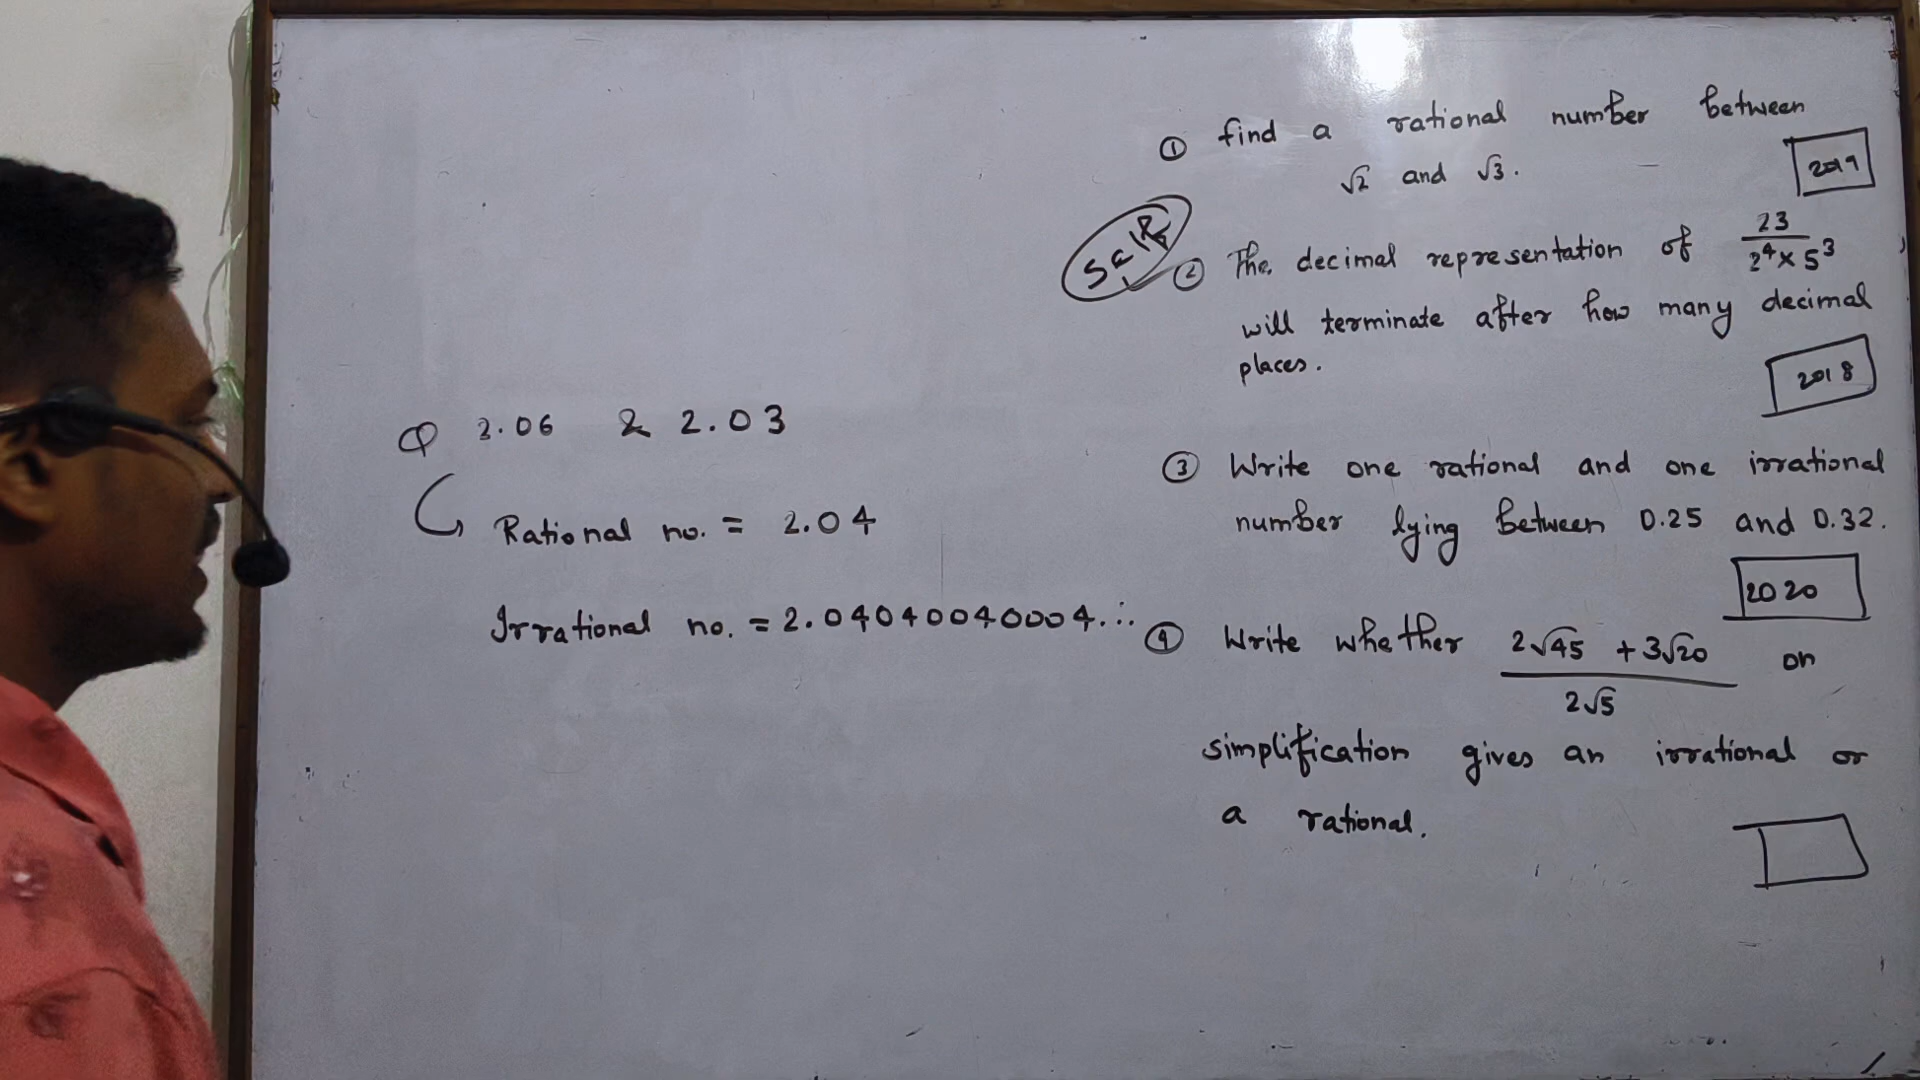 Q 2.06 & 2.03
Rational no. = 2.04
Irrational no. = 2.04040040004...
① find a rational number between
√2 and √3.
2019
Self
② The decimal representation of 23/(2⁴×5³)
will terminate after how many decimal
places.
2018
③ Write one rational and one irrational
number lying between 0.25 and 0.32.
2020
④ Write whether (2√45 + 3√20)/(2√5) on
simplification gives an irrational or
a rational.